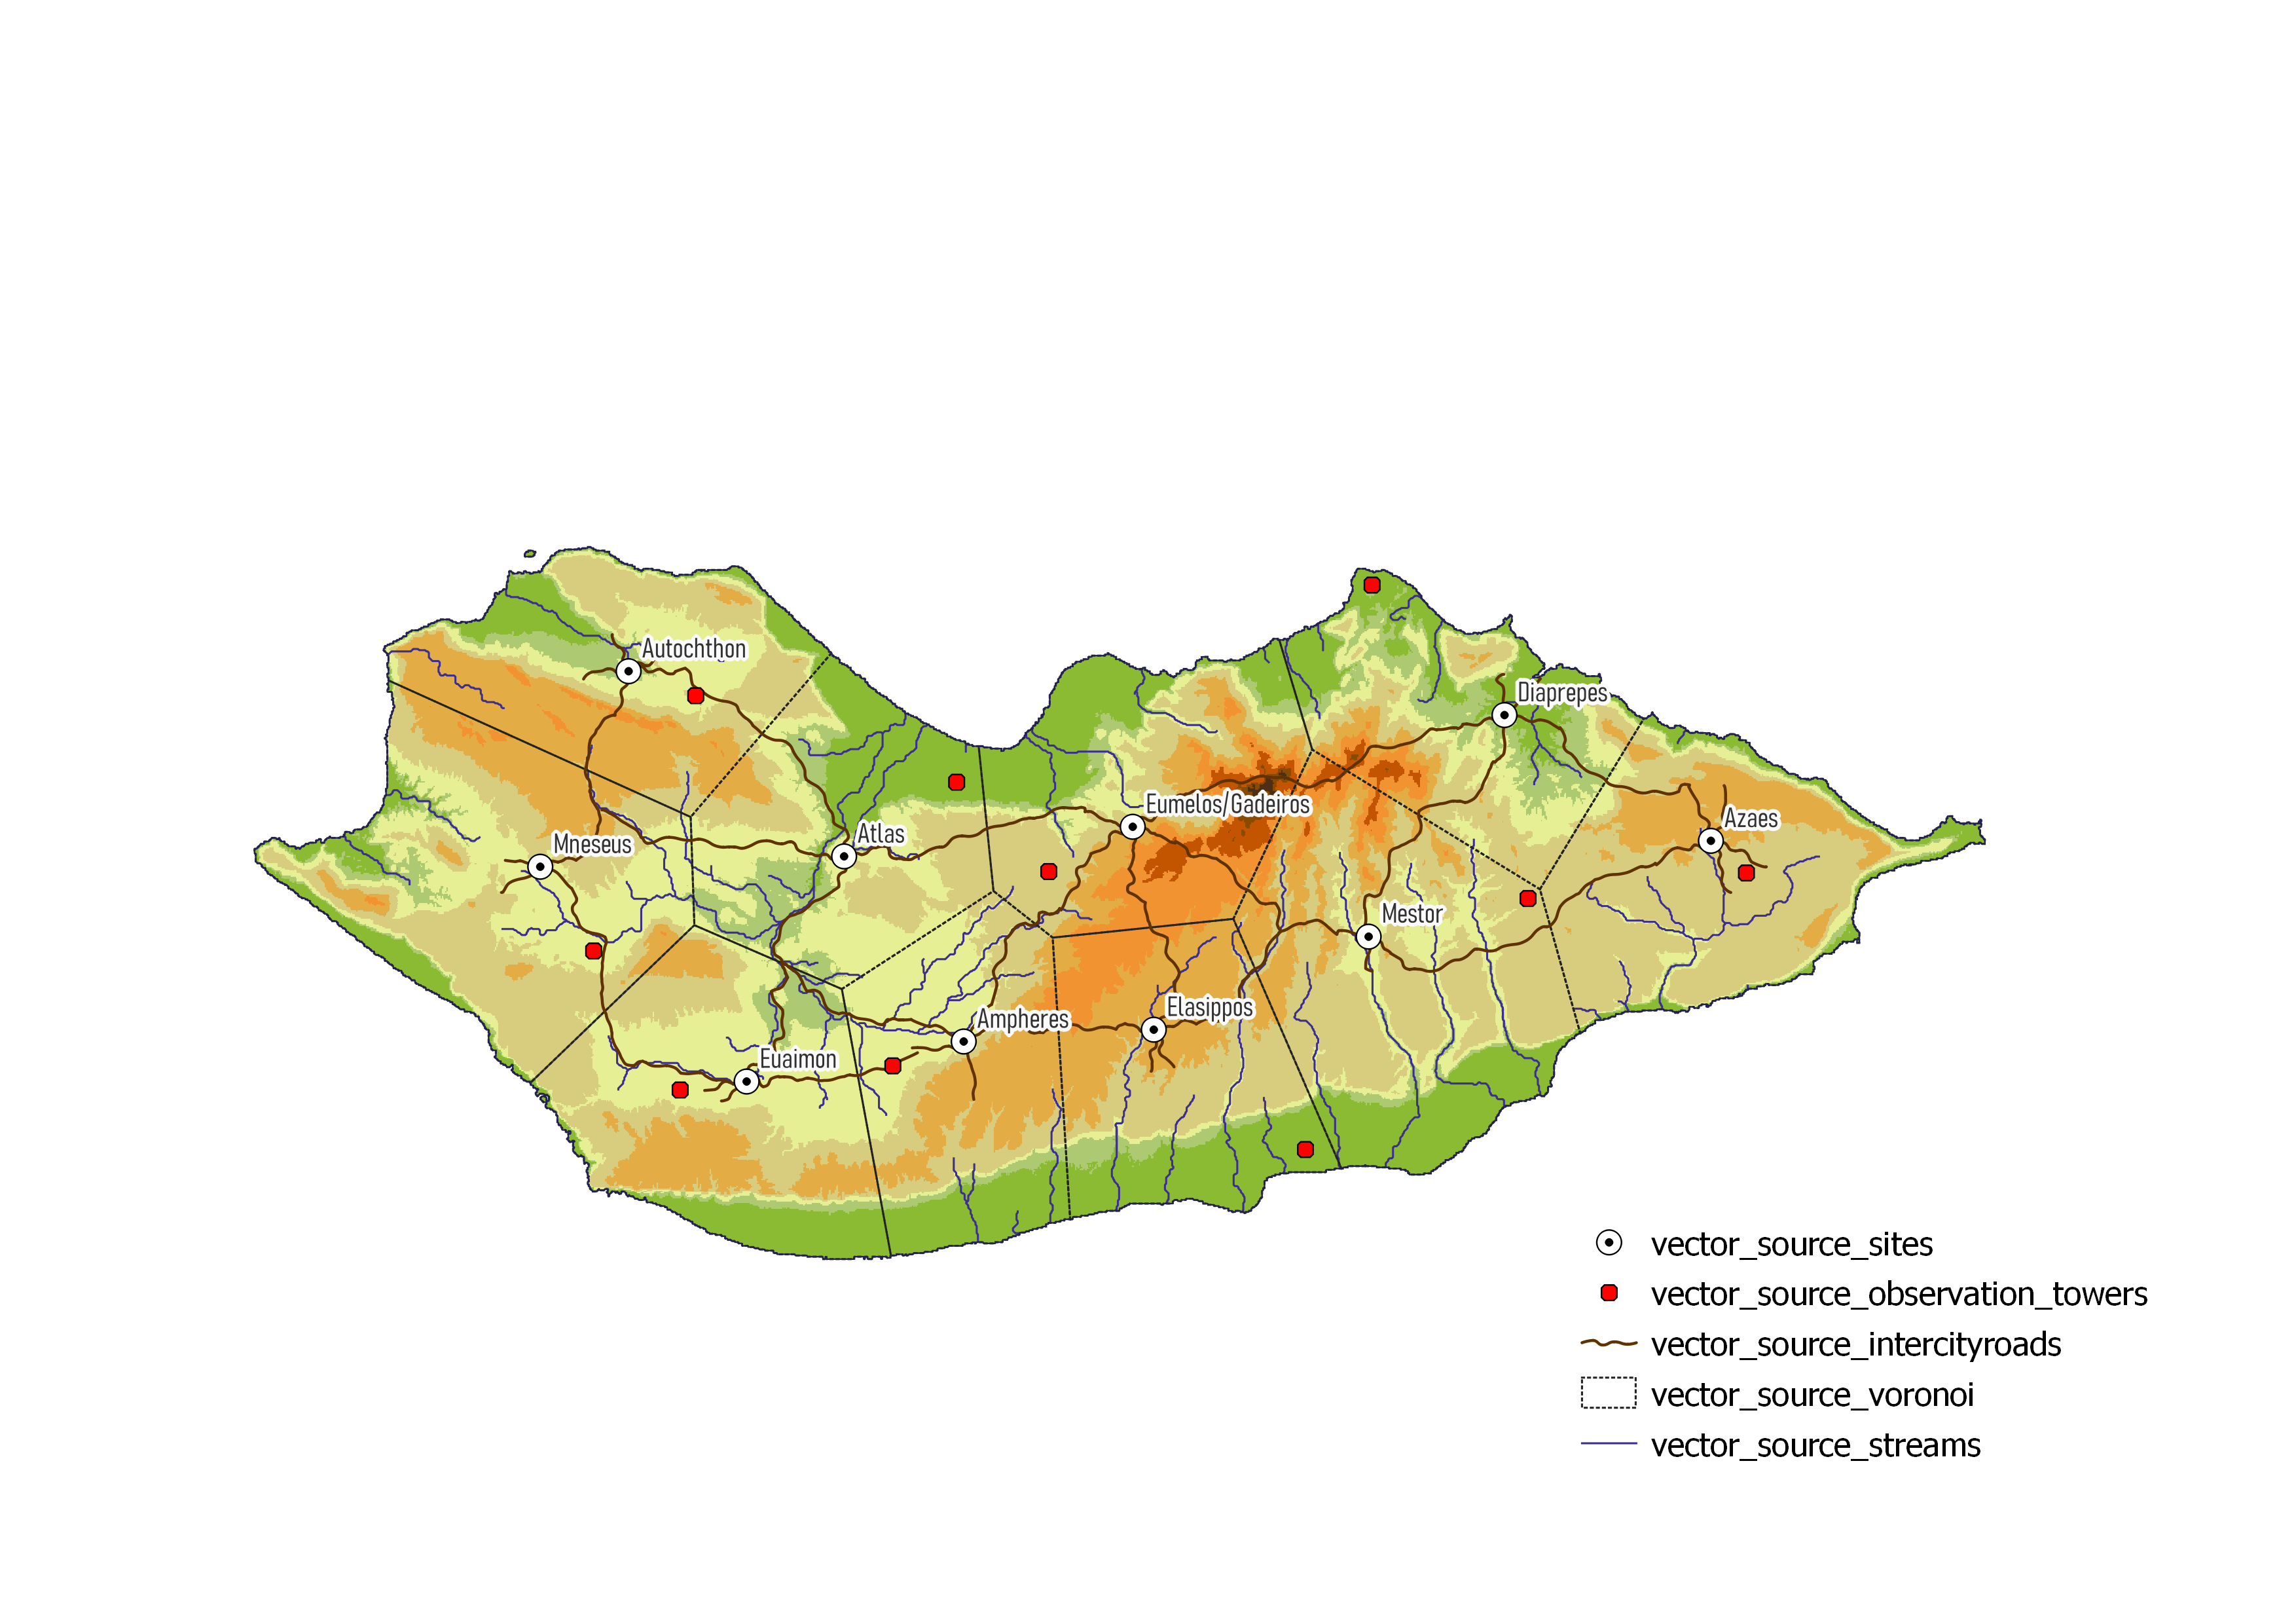 Autochthon
Diaprepes
Eumelos/Gadeiros
Azaes
Atlas
Mneseus
Mestor
Elasippos
Ampheres
Euaimon
vector_source_sites
vector_source_observation_towers
vector_source_intercityroads
vector_source_voronoi
vector_source_streams